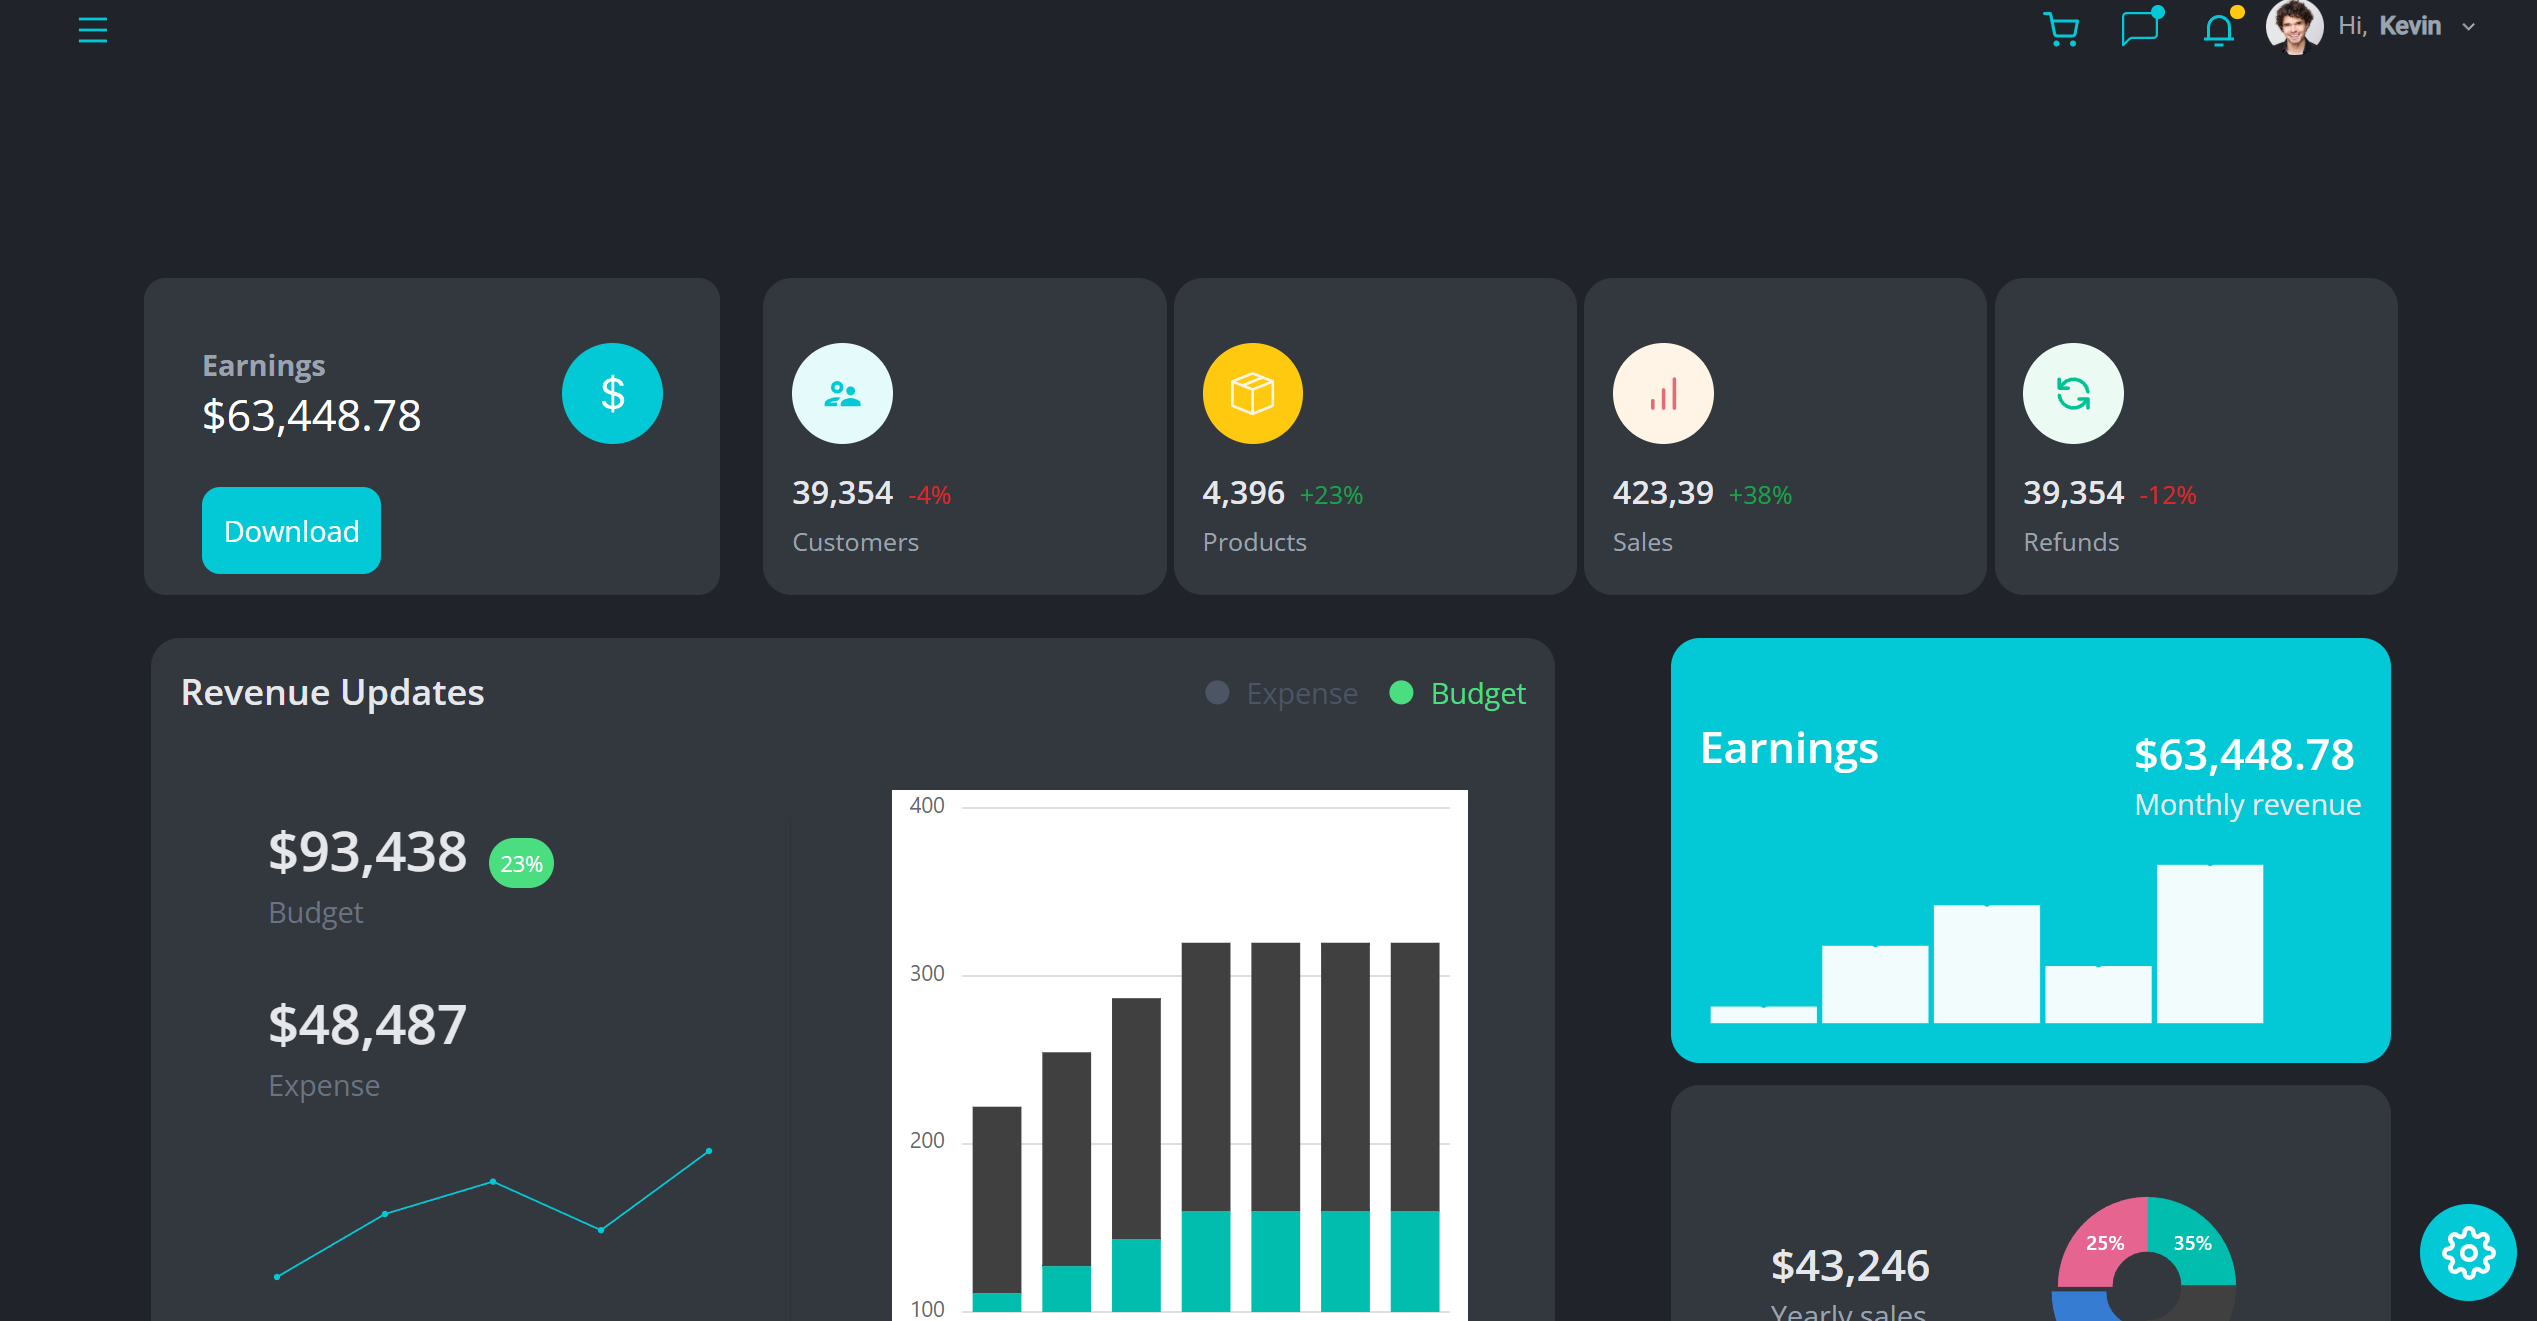 Hi, Kevin
Earnings
$63,448.78
$
Download
39,354 -4%
Customers
4,396 +23%
Products
423,39 +38%
Sales
39,354 -12%
Refunds
Revenue Updates
Expense
Budget
$93,438 23%
Budget
$48,487
Expense
400
300
200
100
Earnings
$63,448.78
Monthly revenue
$43,246
Yearly sales
25%
35%